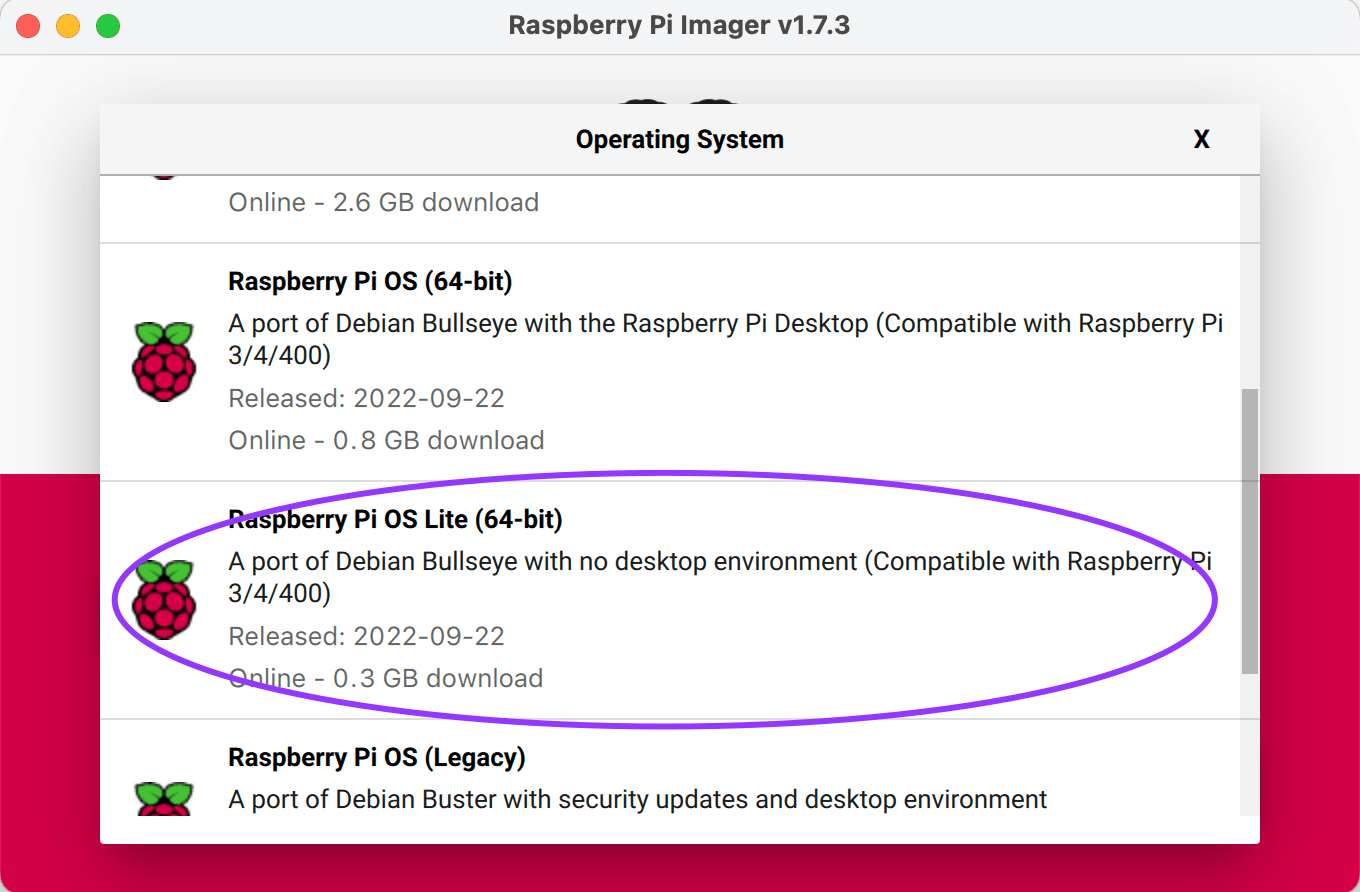 Raspberry Pi Imager v1.7.3
Operating System
X
Online - 2.6 GB download
Raspberry Pi OS (64-bit)
A port of Debian Bullseye with the Raspberry Pi Desktop (Compatible with Raspberry Pi
3/4/400)
Released: 2022-09-22
Online - 0.8 GB download
Raspberry Pi OS Lite (64-bit)
A port of Debian Bullseye with no desktop environment (Compatible with Raspberry Pi
3/4/400)
Released: 2022-09-22
Online - 0.3 GB download
Raspberry Pi OS (Legacy)
A port of Debian Buster with security updates and desktop environment